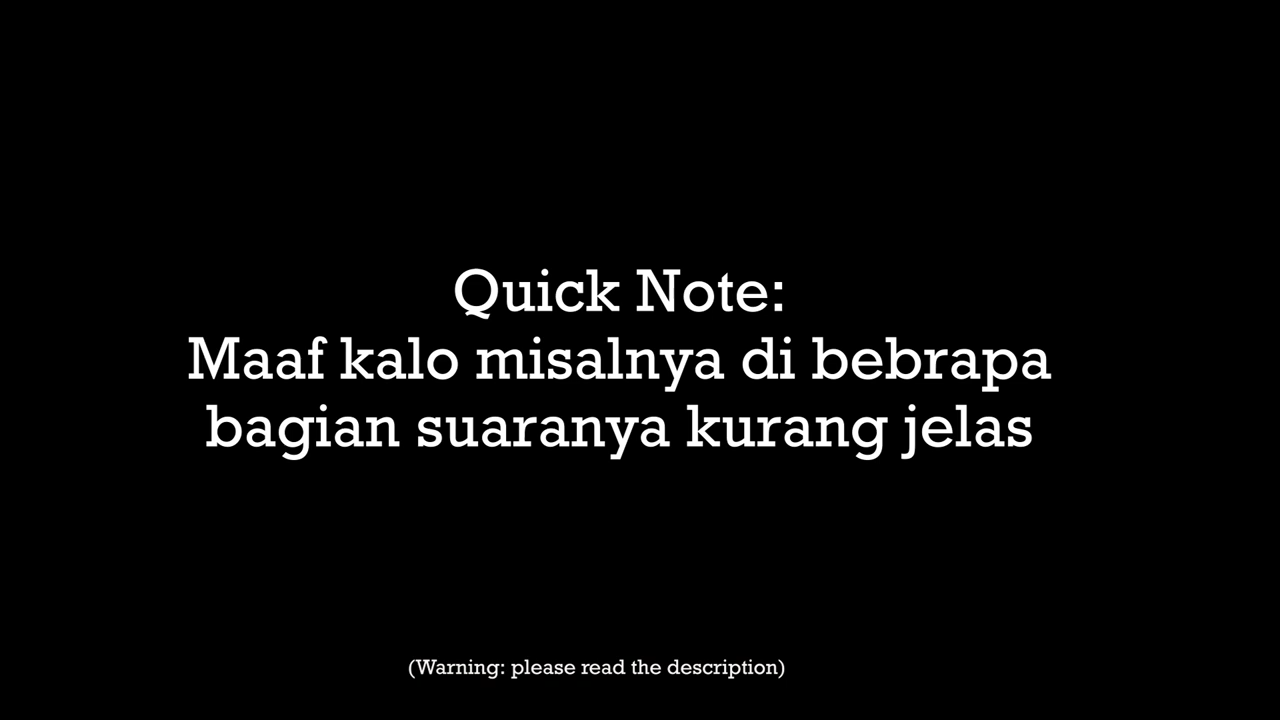 Quick Note:
Maaf kalo misalnya di bebrapa
bagian suaranya kurang jelas
(Warning: please read the description)